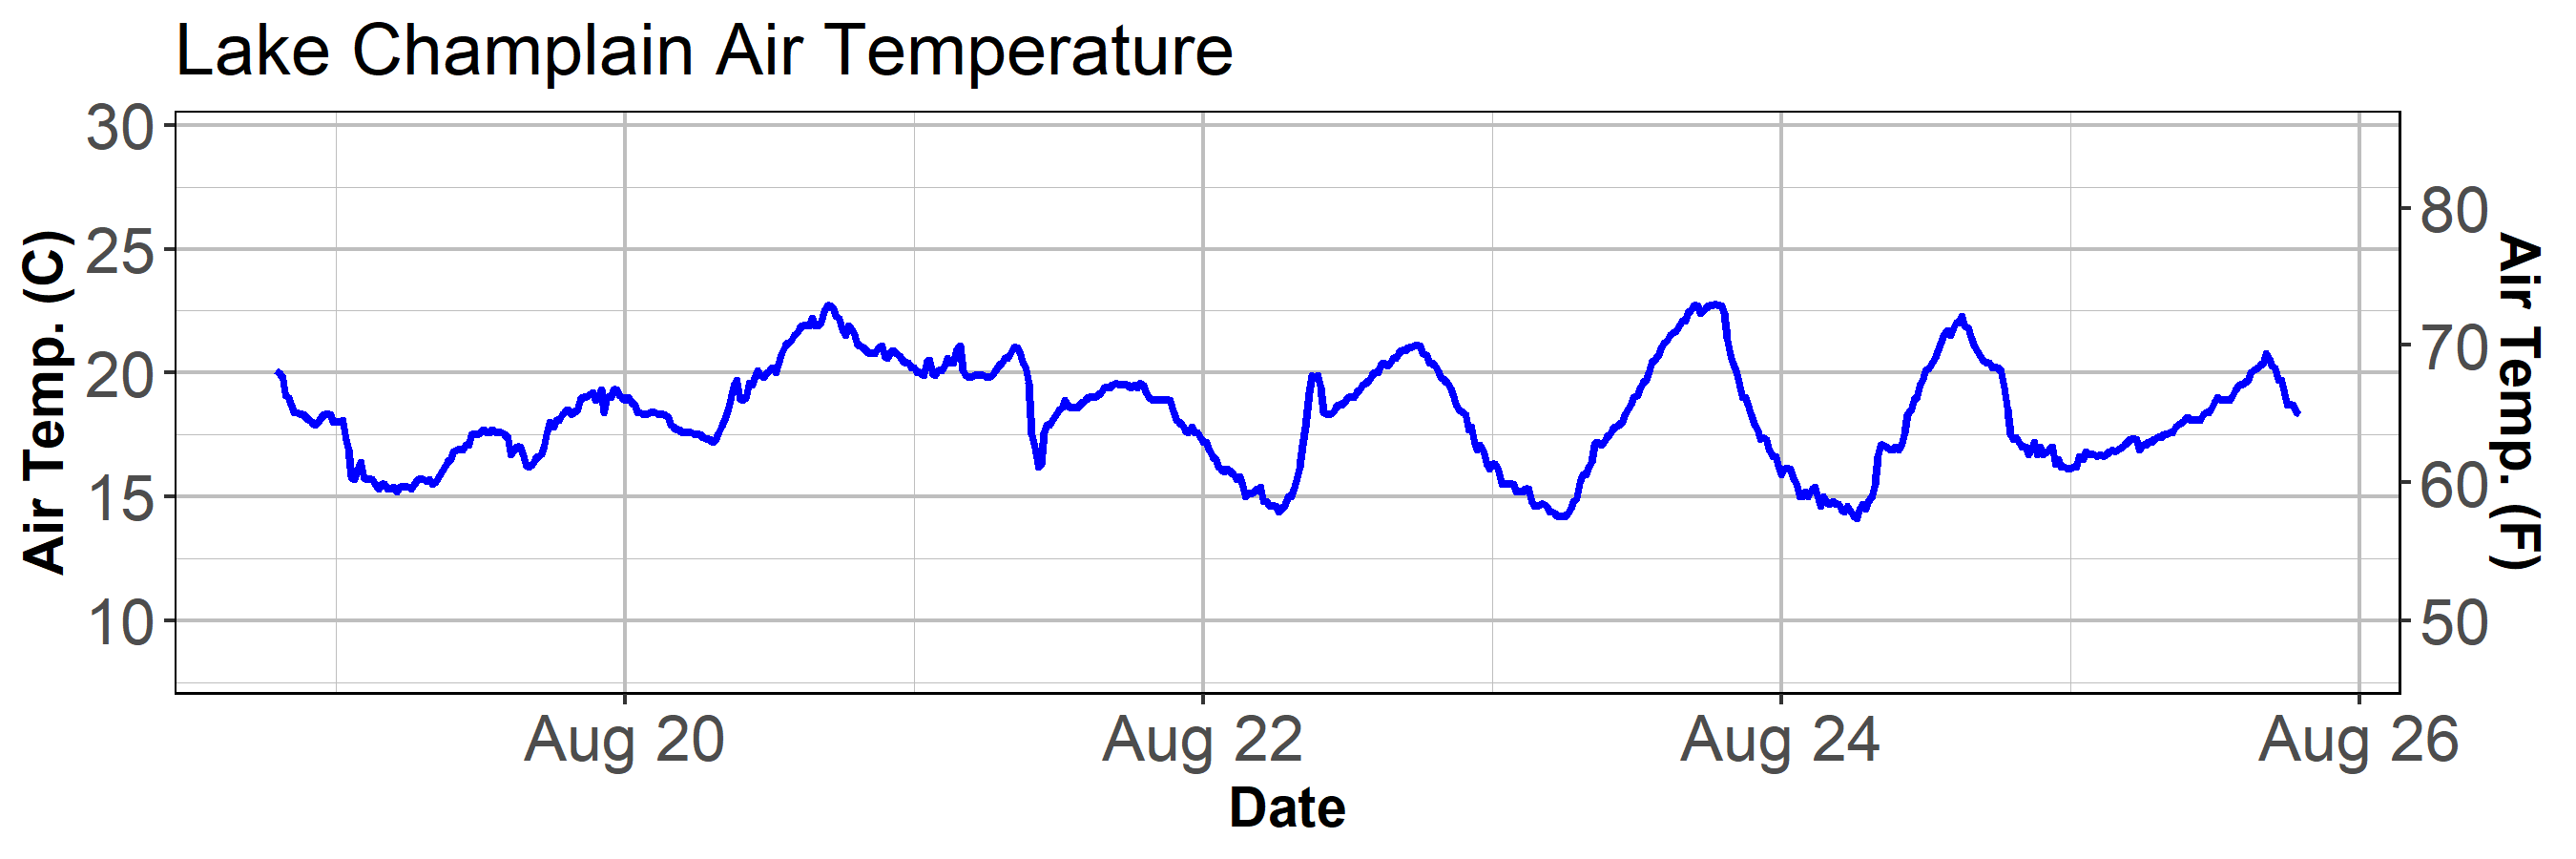 Lake Champlain Air Temperature
30
25
20
15
10
Air Temp. (C)
80
70
60
50
Air Temp. (F)
Aug 20
Aug 22
Aug 24
Aug 26
Date